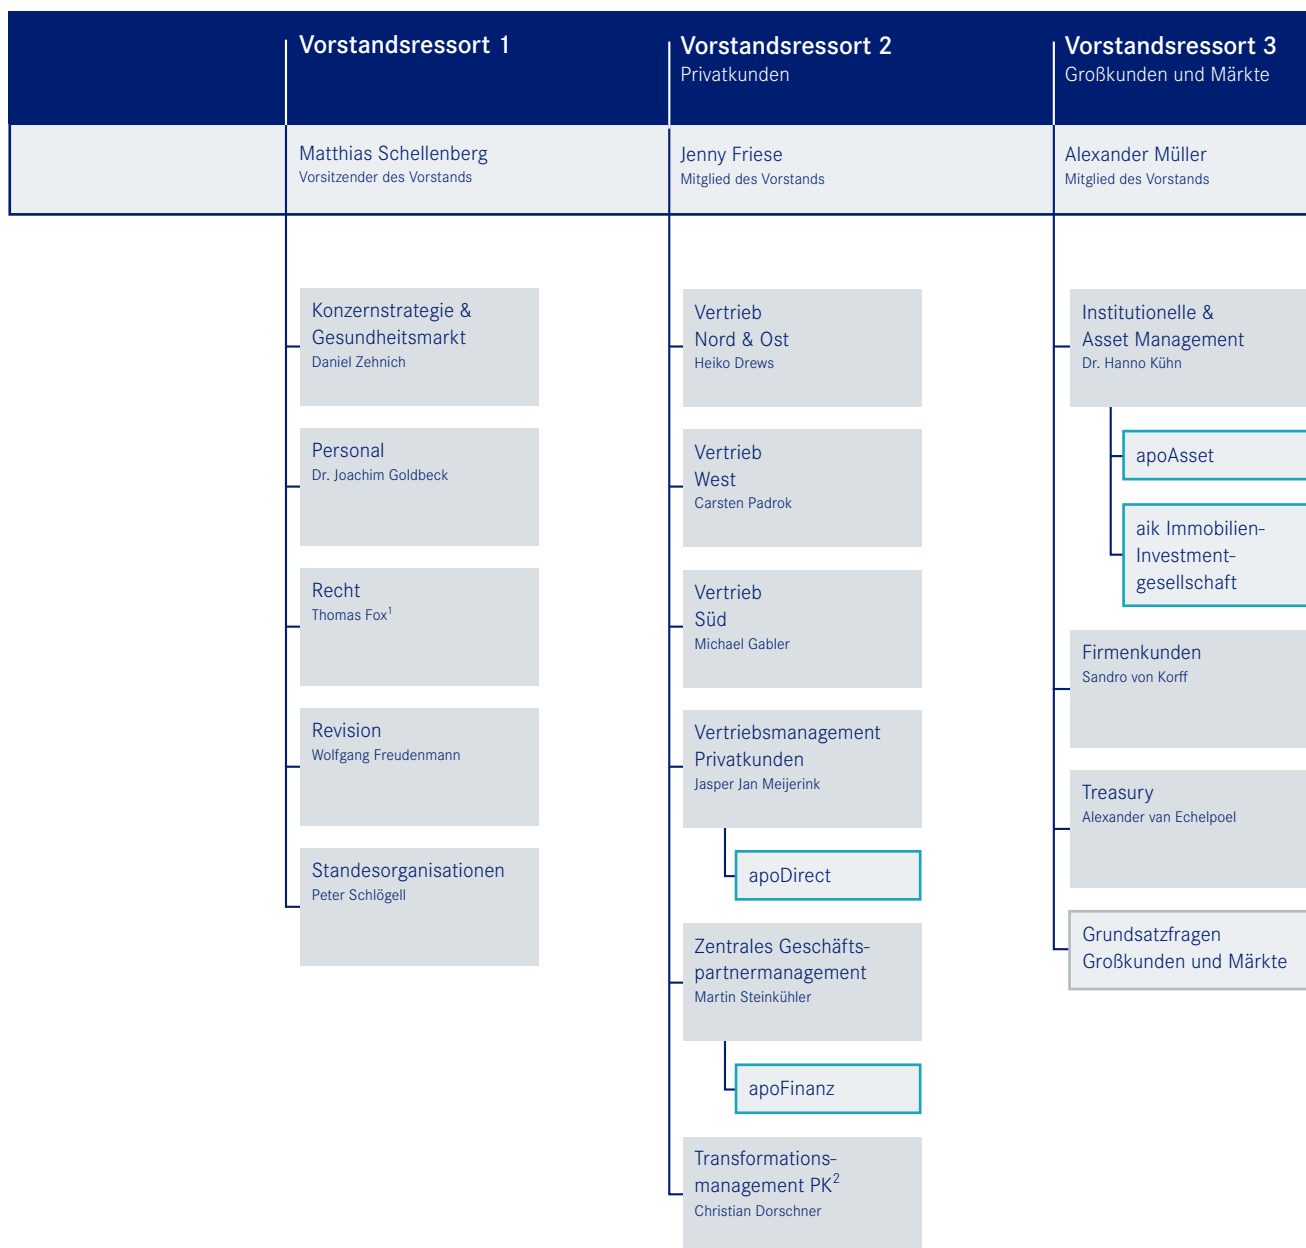 Vorstandsressort 1
Matthias Schellenberg
Vorsitzender des Vorstands
Konzernstrategie &
Gesundheitsmarkt
Daniel Zehnich
Personal
Dr. Joachim Goldbeck
Recht
Thomas Fox¹
Revision
Wolfgang Freudenmann
Standesorganisationen
Peter Schlögell
Vorstandsressort 2
Privatkunden
Jenny Friese
Mitglied des Vorstands
Vertrieb
Nord & Ost
Heiko Drews
Vertrieb
West
Carsten Padrok
Vertrieb
Süd
Michael Gabler
Vertriebsmanagement
Privatkunden
Jasper Jan Meijerink
apoDirect
Zentrales Geschäfts-
partnermanagement
Martin Steinkühler
apoFinanz
Transformations-
management PK²
Christian Dorschner
Vorstandsressort 3
Großkunden und Märkte
Alexander Müller
Mitglied des Vorstands
Institutionelle &
Asset Management
Dr. Hanno Kühn
apoAsset
aik Immobilien-
Investment-
gesellschaft
Firmenkunden
Sandro von Korff
Treasury
Alexander van Echelpoel
Grundsatzfragen
Großkunden und Märkte